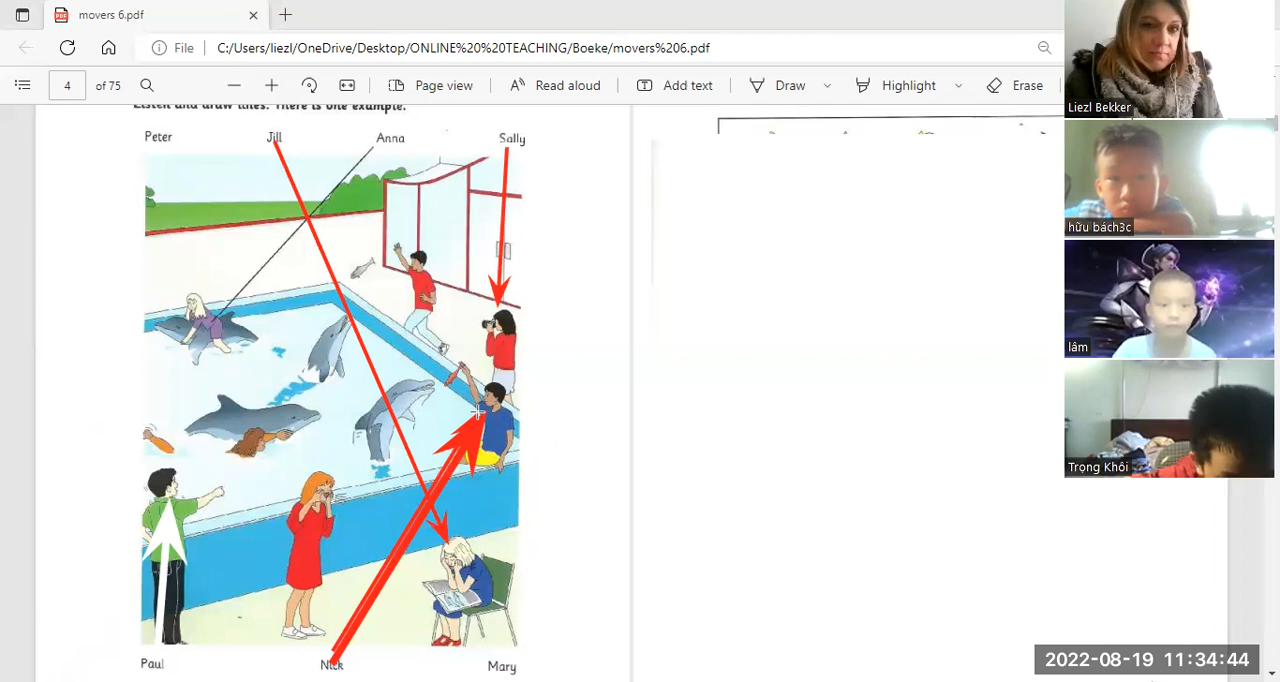 movers 6.pdf
File
C:/Users/liezl/OneDrive/Desktop/ONLINE%20%20TEACHING/Boeke/movers%206.pdf
4 of 75
Page view
Read aloud
Add text
Draw
Highlight
Erase
Listen and draw lines. There is one example.
Peter Jill Anna Sally
Paul Nick Mary
Liezl Bekker
hữu bách3c
lâm
Trọng Khôi
2022-08-19 11:34:44